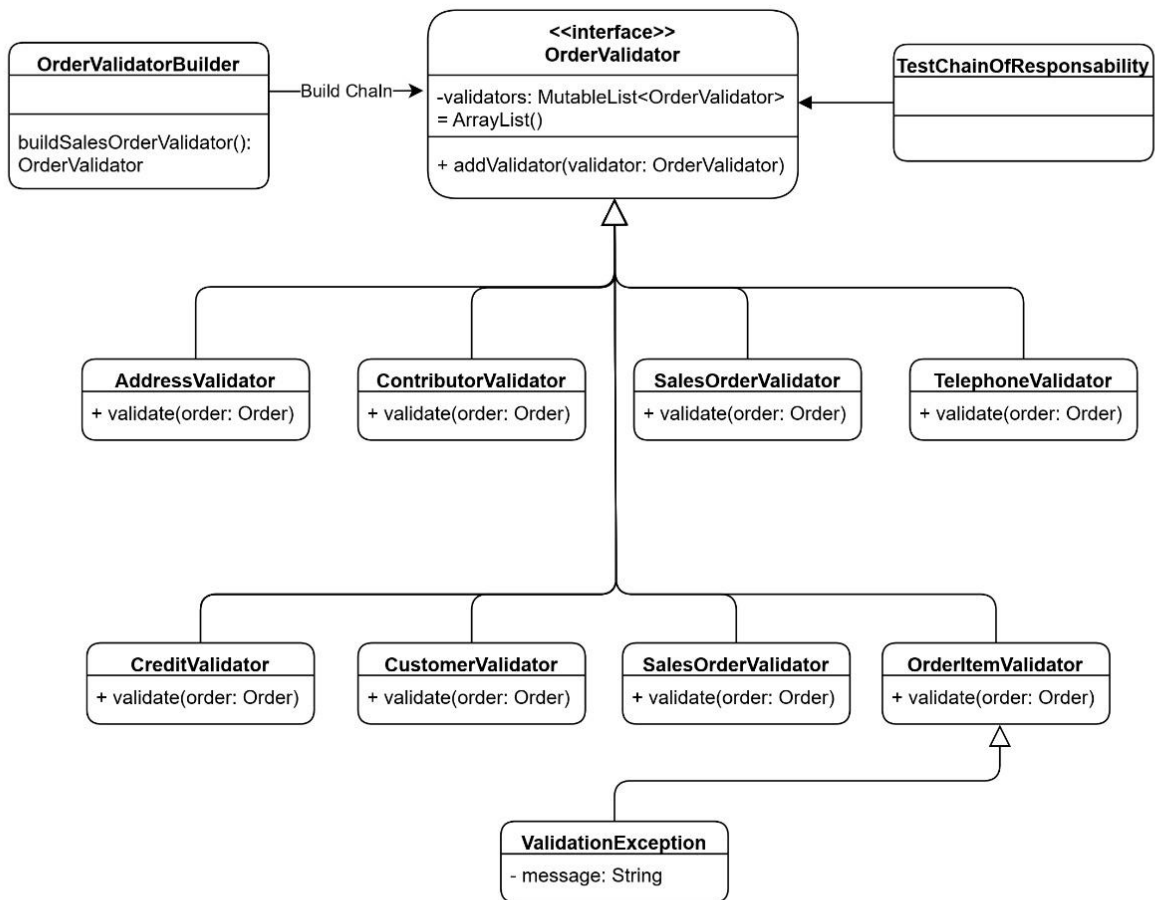 OrderValidatorBuilder
buildSalesOrderValidator():
OrderValidator
Build ChaIn
<<interface>>
OrderValidator
-validators: MutableList<OrderValidator>
= ArrayList()
+ addValidator(validator: OrderValidator)
TestChainOfResponsability
AddressValidator
+ validate(order: Order)
ContributorValidator
+ validate(order: Order)
SalesOrderValidator
+ validate(order: Order)
TelephoneValidator
+ validate(order: Order)
CreditValidator
+ validate(order: Order)
CustomerValidator
+ validate(order: Order)
SalesOrderValidator
+ validate(order: Order)
OrderItemValidator
+ validate(order: Order)
ValidationException
- message: String